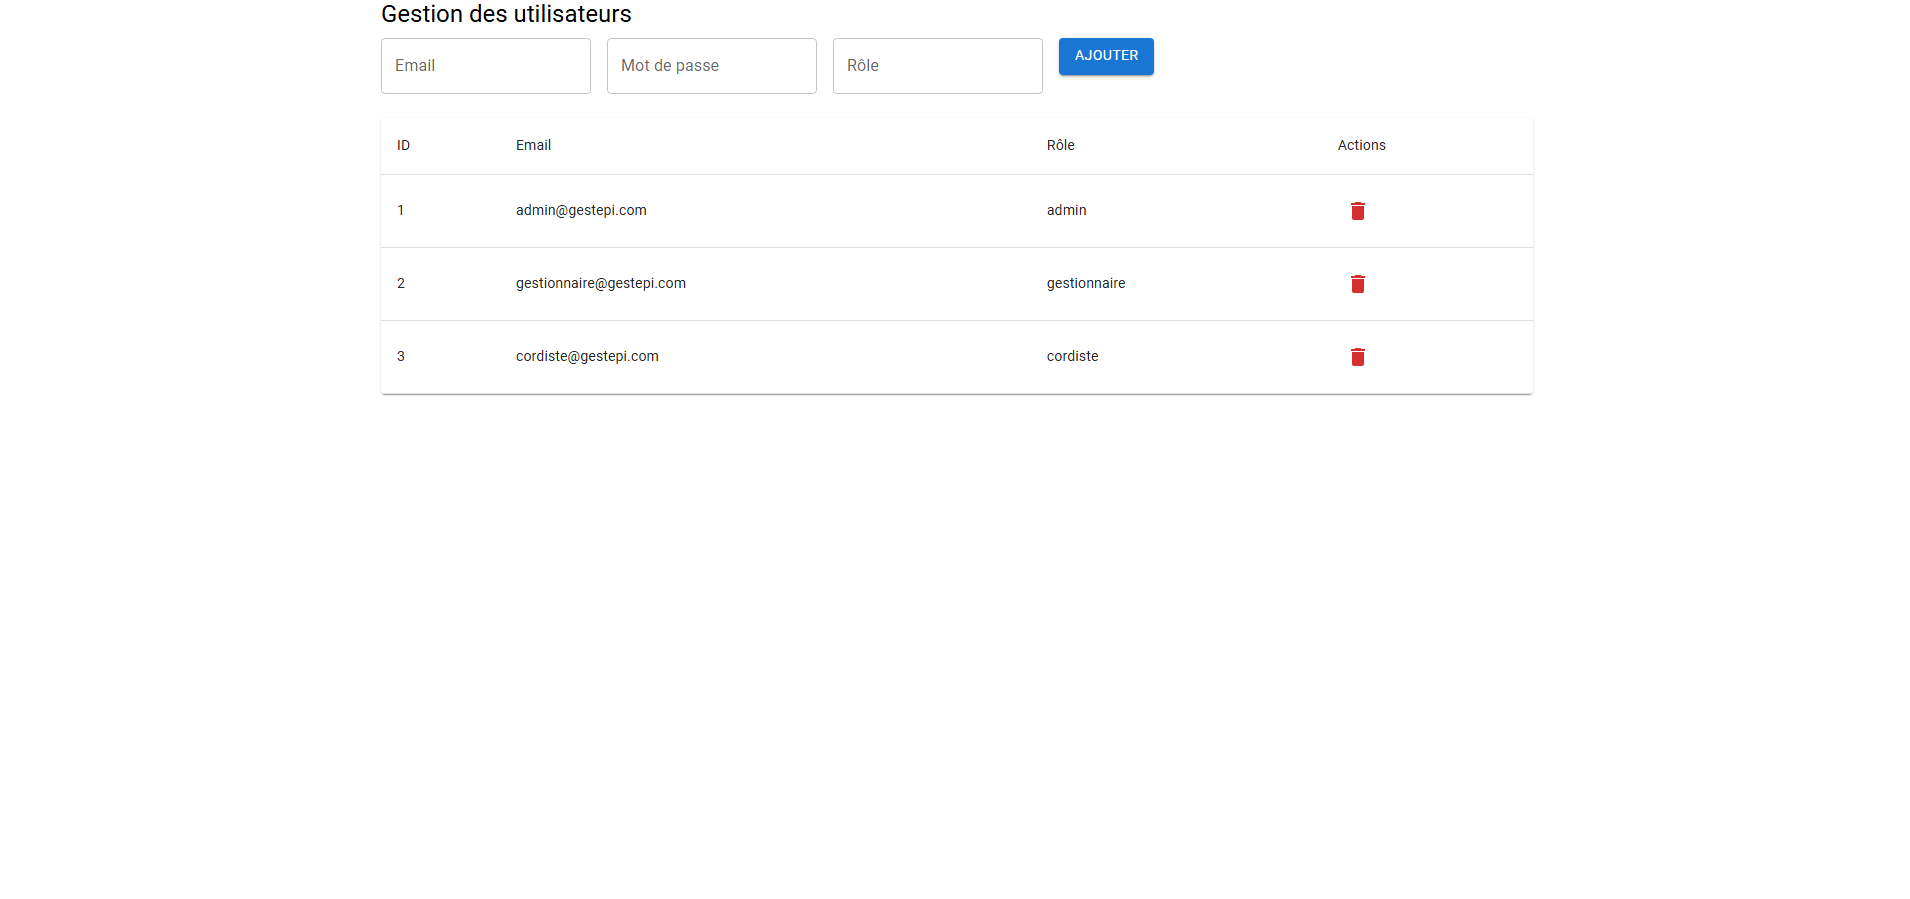 Gestion des utilisateurs
Email Mot de passe Rôle AJOUTER
ID Email Rôle Actions
1 admin@gestepi.com admin
2 gestionnaire@gestepi.com gestionnaire
3 cordiste@gestepi.com cordiste